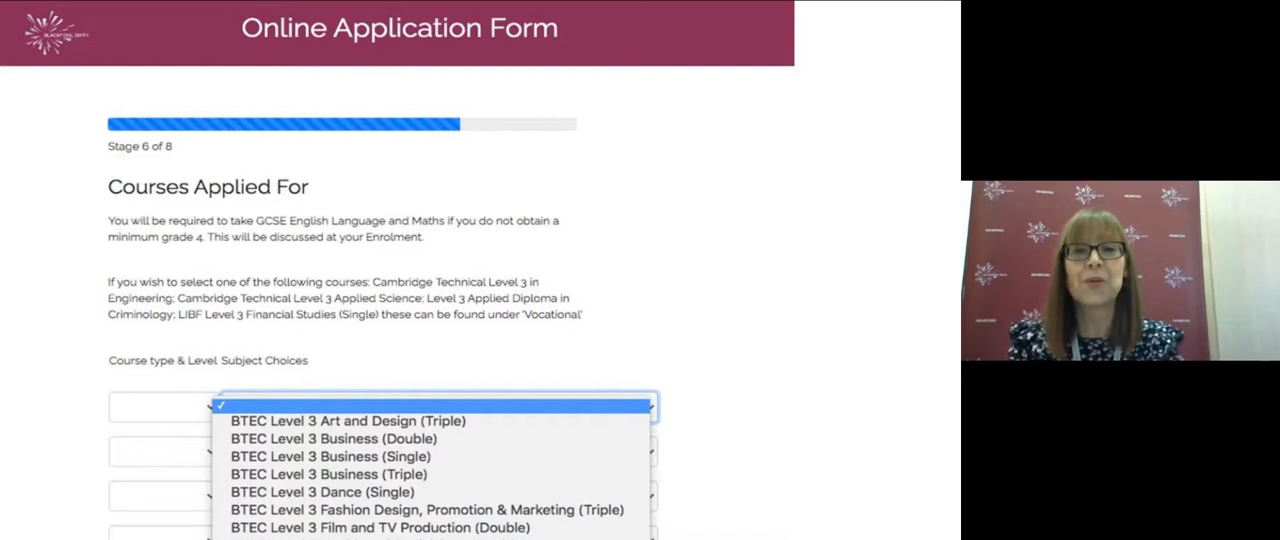 BLACKPOOL SIXTH
Online Application Form
Stage 6 of 8
Courses Applied For
You will be required to take GCSE English Language and Maths if you do not obtain a
minimum grade 4. This will be discussed at your Enrolment.
If you wish to select one of the following courses: Cambridge Technical Level 3 in
Engineering; Cambridge Technical Level 3 Applied Science; Level 3 Applied Diploma in
Criminology; LIBF Level 3 Financial Studies (Single) these can be found under 'Vocational'
Course type & Level Subject Choices
BTEC Level 3 Art and Design (Triple)
BTEC Level 3 Business (Double)
BTEC Level 3 Business (Single)
BTEC Level 3 Business (Triple)
BTEC Level 3 Dance (Single)
BTEC Level 3 Fashion Design, Promotion & Marketing (Triple)
BTEC Level 3 Film and TV Production (Double)